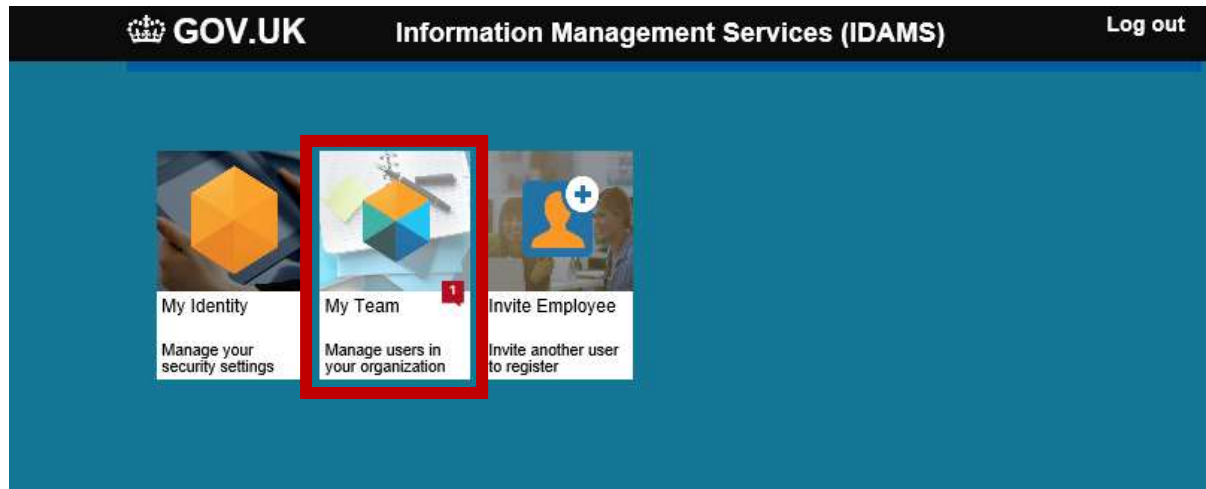 GOV.UK
Information Management Services (IDAMS)
Log out
1
My Identity
Manage your
security settings
My Team
Manage users in
your organization
Invite Employee
Invite another user
to register